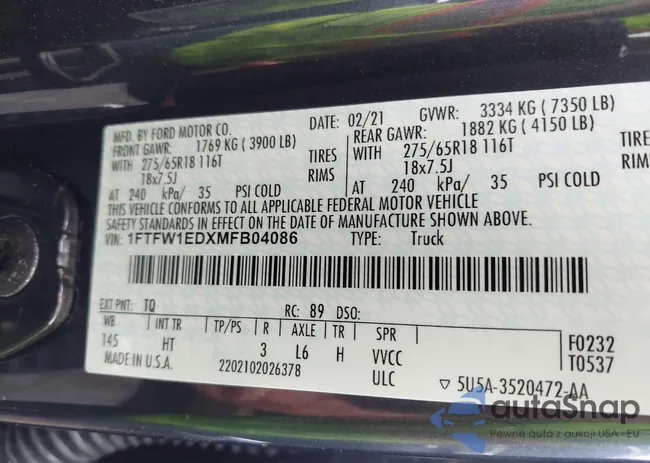 MFD. BY FORD MOTOR CO. DATE: 02/21 GVWR: 3334 KG ( 7350 LB)
FRONT GAWR: 1769 KG ( 3900 LB) REAR GAWR: 1882 KG ( 4150 LB)
WITH 275/65R18 116T TIRES WITH 275/65R18 116T TIRES
18x7.5J RIMS 18x7.5J RIMS
AT 240 kPa/ 35 PSI COLD AT 240 kPa/ 35 PSI COLD
THIS VEHICLE CONFORMS TO ALL APPLICABLE FEDERAL MOTOR VEHICLE
SAFETY STANDARDS IN EFFECT ON THE DATE OF MANUFACTURE SHOWN ABOVE.
VIN: 1FTFW1EDXMFB04086 TYPE: Truck
EXT PNT: TQ RC: 89 DSO:
WB INT TR TP/PS R AXLE TR SPR F0232
145 HT 3 L6 H VVCC T0537
MADE IN U.S.A. 2202102026378 ULC 5U5A-3520472-AA
autoSnap
Pewne auta z aukcji USA i EU